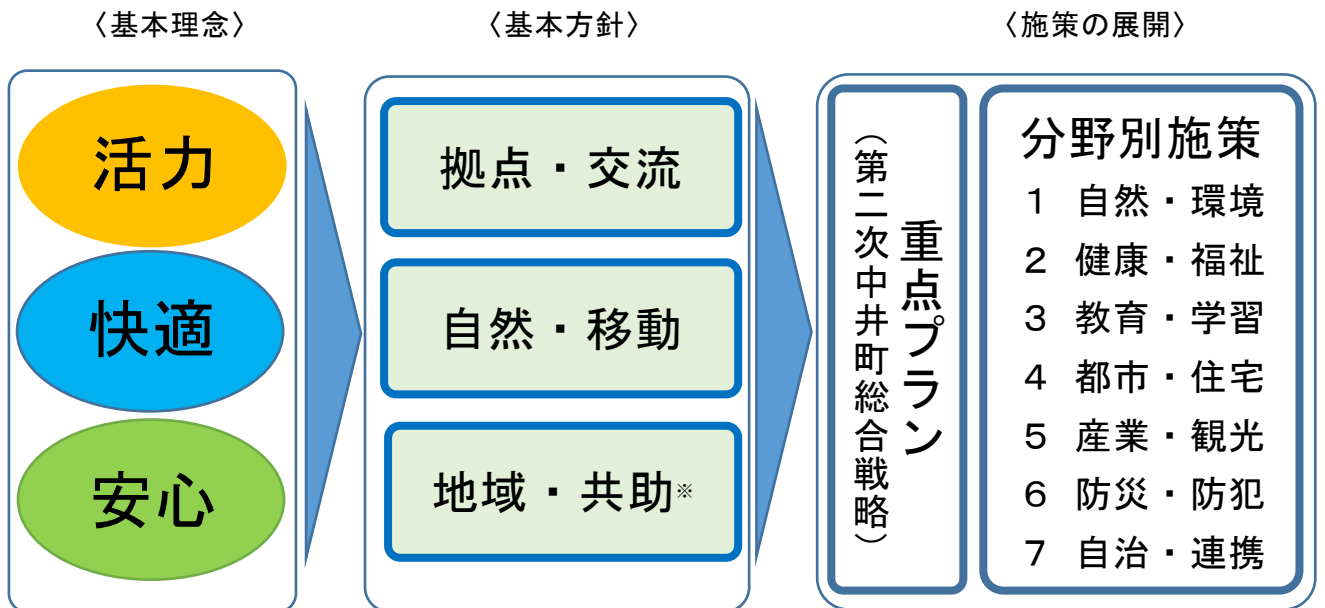 〈基本理念〉
〈基本方針〉
〈施策の展開〉
活力
快適
安心
拠点・交流
自然・移動
地域・共助※
重点プラン
（第二次中井町総合戦略）
分野別施策
１ 自然・環境
２ 健康・福祉
３ 教育・学習
４ 都市・住宅
５ 産業・観光
６ 防災・防犯
７ 自治・連携